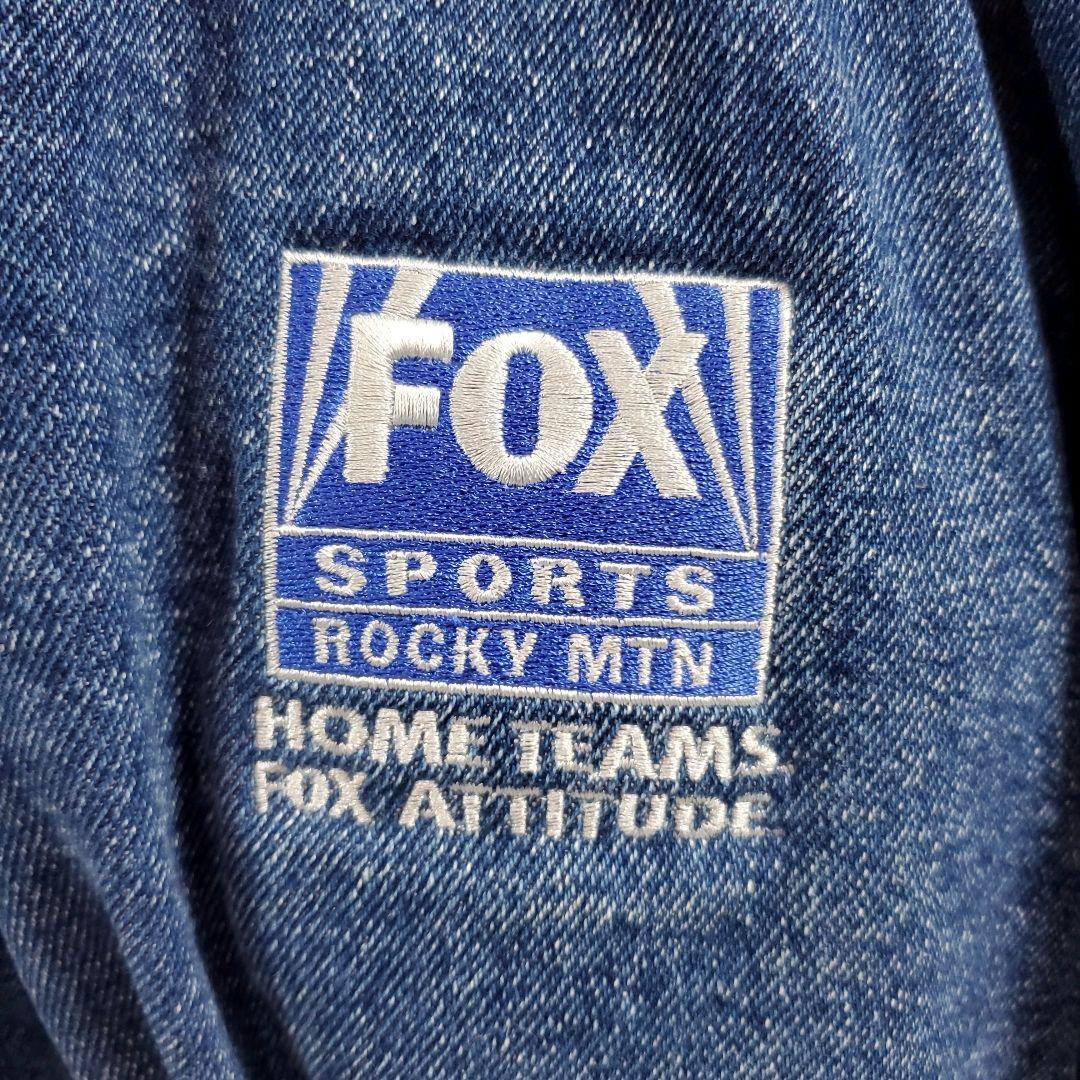 FOX
SPORTS
ROCKY MTN
HOME TEAMS.
FOX ATTITUDE.